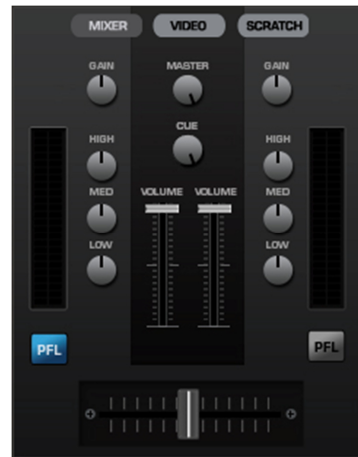 MIXER VIDEO SCRATCH
GAIN MASTER GAIN
CUE
HIGH HIGH
MED VOLUME VOLUME MED
LOW LOW
PFL PFL